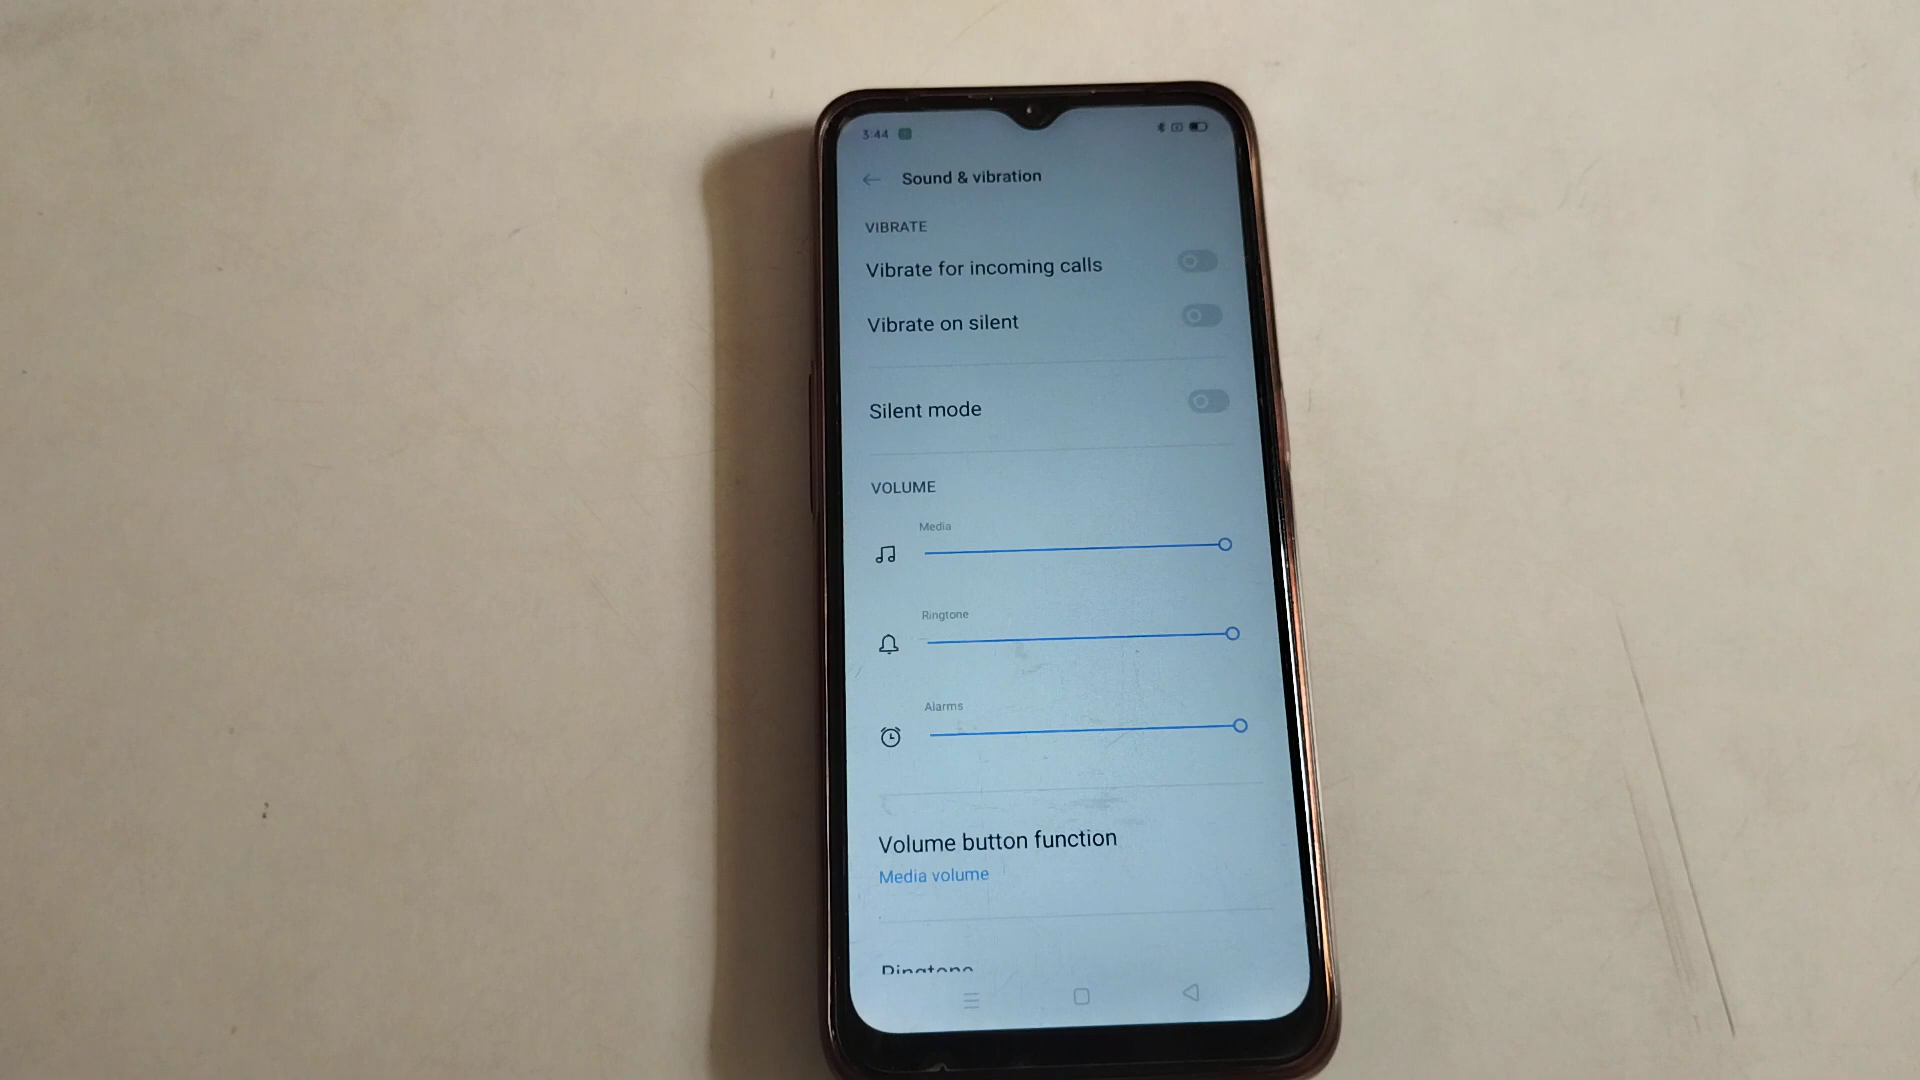 3:44
Sound & vibration
VIBRATE
Vibrate for incoming calls
Vibrate on silent
Silent mode
VOLUME
Media
Ringtone
Alarms
Volume button function
Media volume
Ringtone